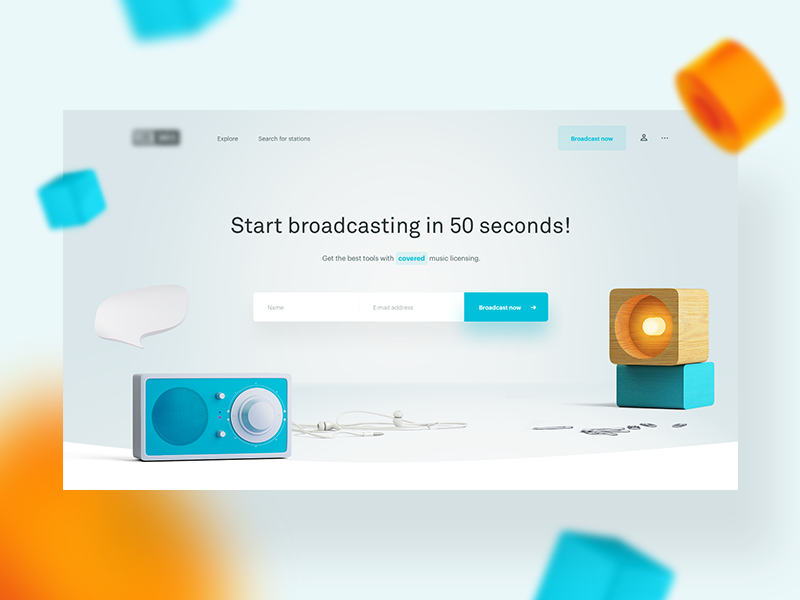 Explore
Search for stations
Broadcast now
Start broadcasting in 50 seconds!
Get the best tools with covered music licensing.
Name
E-mail address
Broadcast now